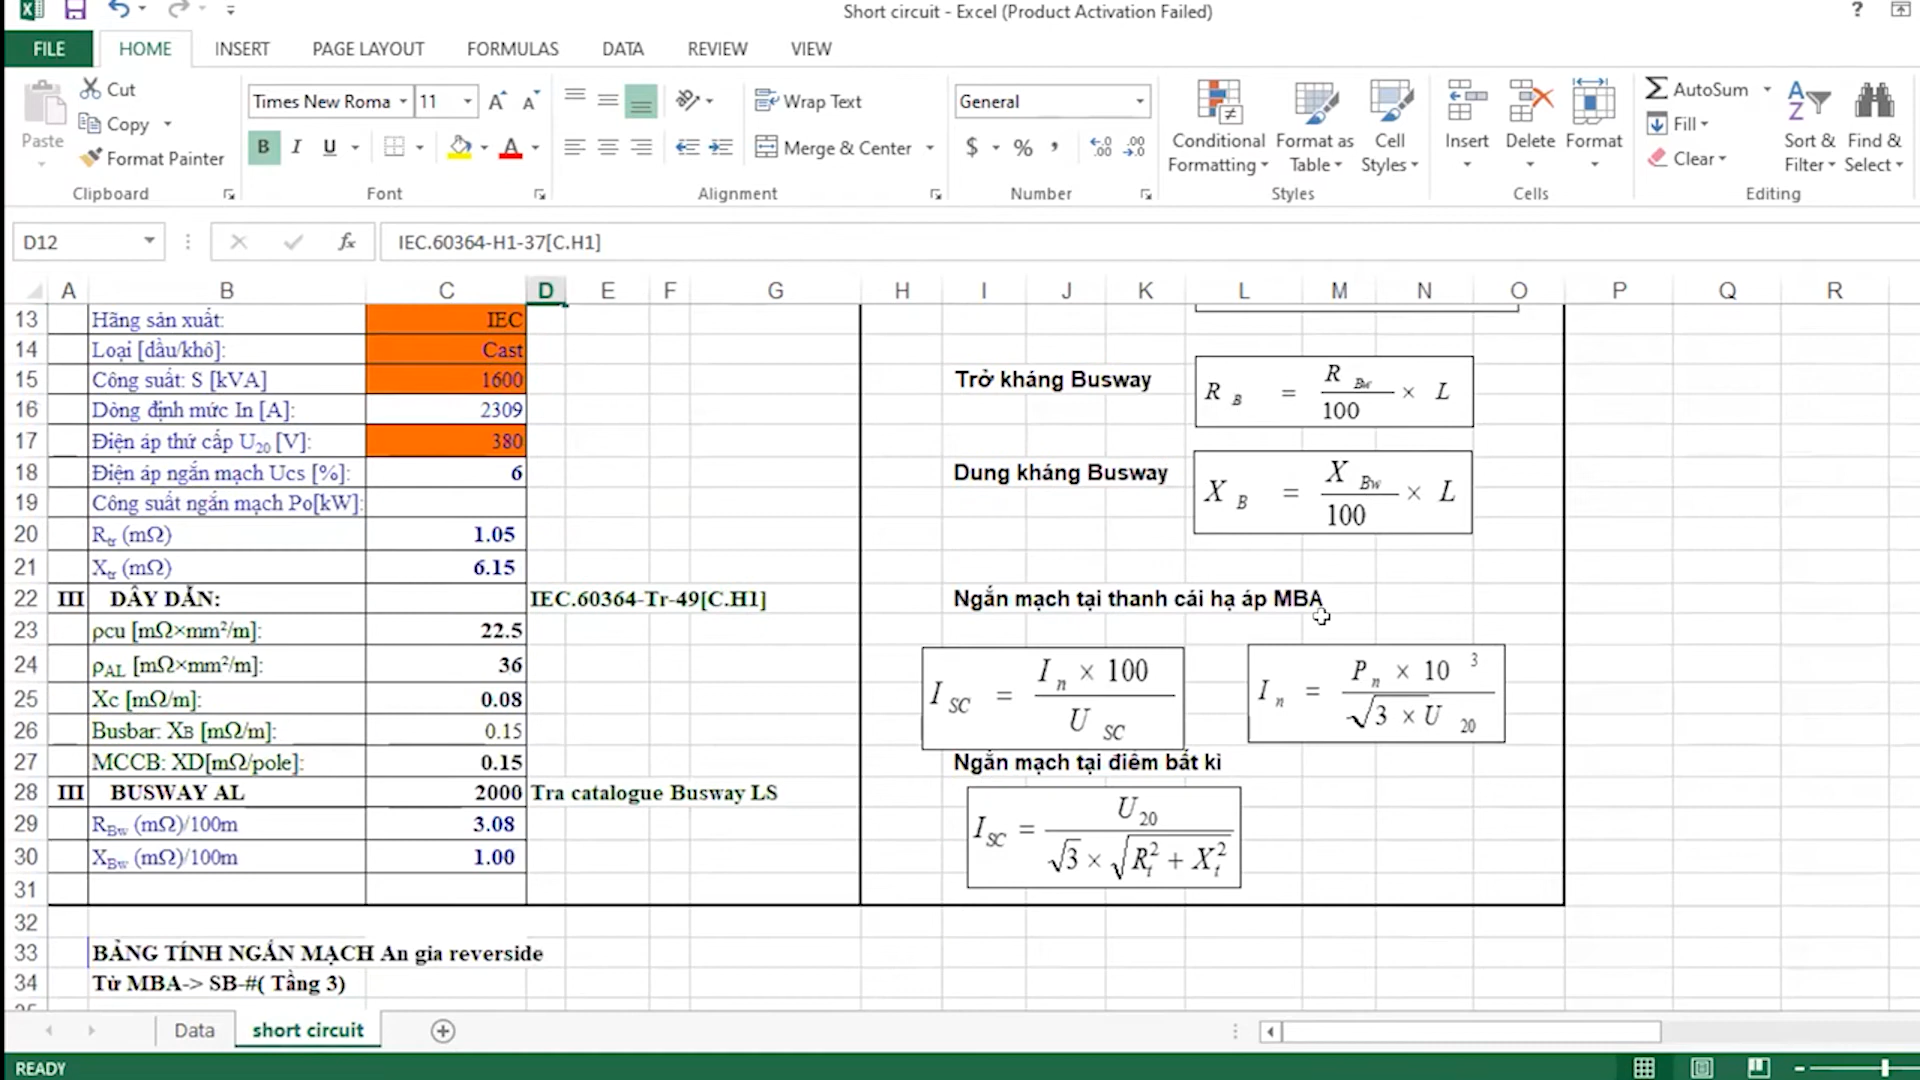 Short circuit - Excel (Product Activation Failed)
FILE HOME INSERT PAGE LAYOUT FORMULAS DATA REVIEW VIEW
Paste
Cut
Copy
Format Painter
Clipboard
Times New Roma 11
B I U
Font
Wrap Text
Merge & Center
Alignment
General
$ % ,
Number
Conditional Formatting
Format as Table
Cell Styles
Styles
Insert
Delete
Format
Cells
AutoSum
Fill
Clear
Sort & Filter
Find & Select
Editing
D12 fx IEC.60364-H1-37[C.H1]
A B C D E F G H I J K L M N O P Q R
13 Hãng sản xuất: IEC
14 Loại [dầu/khô]: Cast
15 Công suất: S [kVA] 1600
16 Dòng định mức In [A]: 2309
17 Điện áp thứ cấp U20 [V]: 380
18 Điện áp ngắn mạch Ucs [%]: 6
19 Công suất ngắn mạch Po[kW]:
20 Rtr (mΩ) 1.05
21 Xtr (mΩ) 6.15
22 III DÂY DẪN: IEC.60364-Tr-49[C.H1]
23 ρcu [mΩ×mm²/m]: 22.5
24 ρAL [mΩ×mm²/m]: 36
25 Xc [mΩ/m]: 0.08
26 Busbar: XB [mΩ/m]: 0.15
27 MCCB: XD[mΩ/pole]: 0.15
28 III BUSWAY AL 2000 Tra catalogue Busway LS
29 RBw (mΩ)/100m 3.08
30 XBw (mΩ)/100m 1.00
31
32
33 BẢNG TÍNH NGẮN MẠCH An gia reverside
34 Từ MBA-> SB-#( Tầng 3)
Trở kháng Busway R B = R Bw / 100 × L
Dung kháng Busway X B = X Bw / 100 × L
Ngắn mạch tại thanh cái hạ áp MBA
I SC = I n × 100 / U SC
I n = P n × 10 3 / √3 × U 20
Ngắn mạch tại điểm bất kì
I SC = U 20 / √3 × √R t 2 + X t 2
Data short circuit
READY